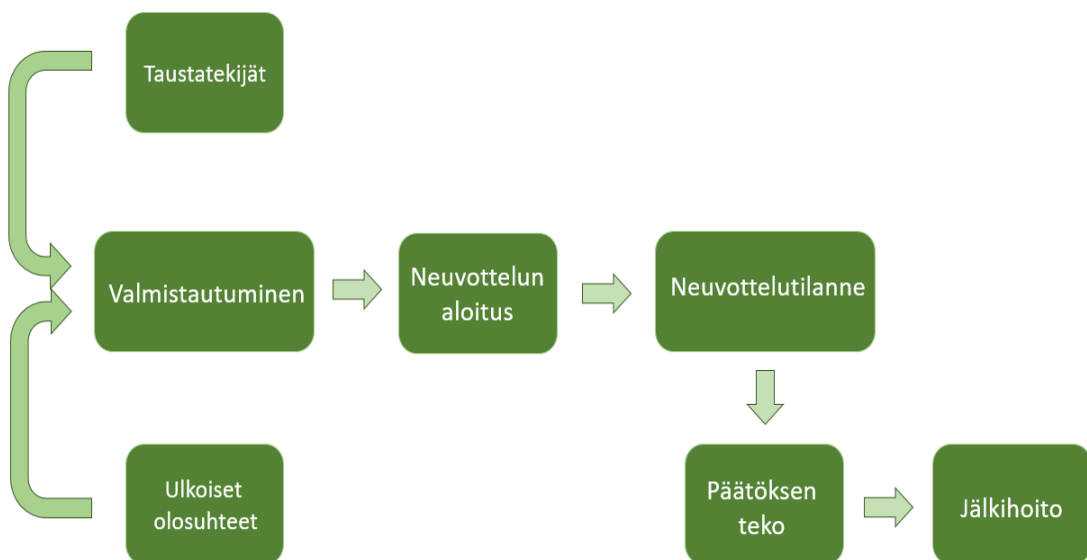 Taustatekijät
Valmistautuminen
Neuvottelun
aloitus
Neuvottelutilanne
Ulkoiset
olosuhteet
Päätöksen
teko
Jälkihoito